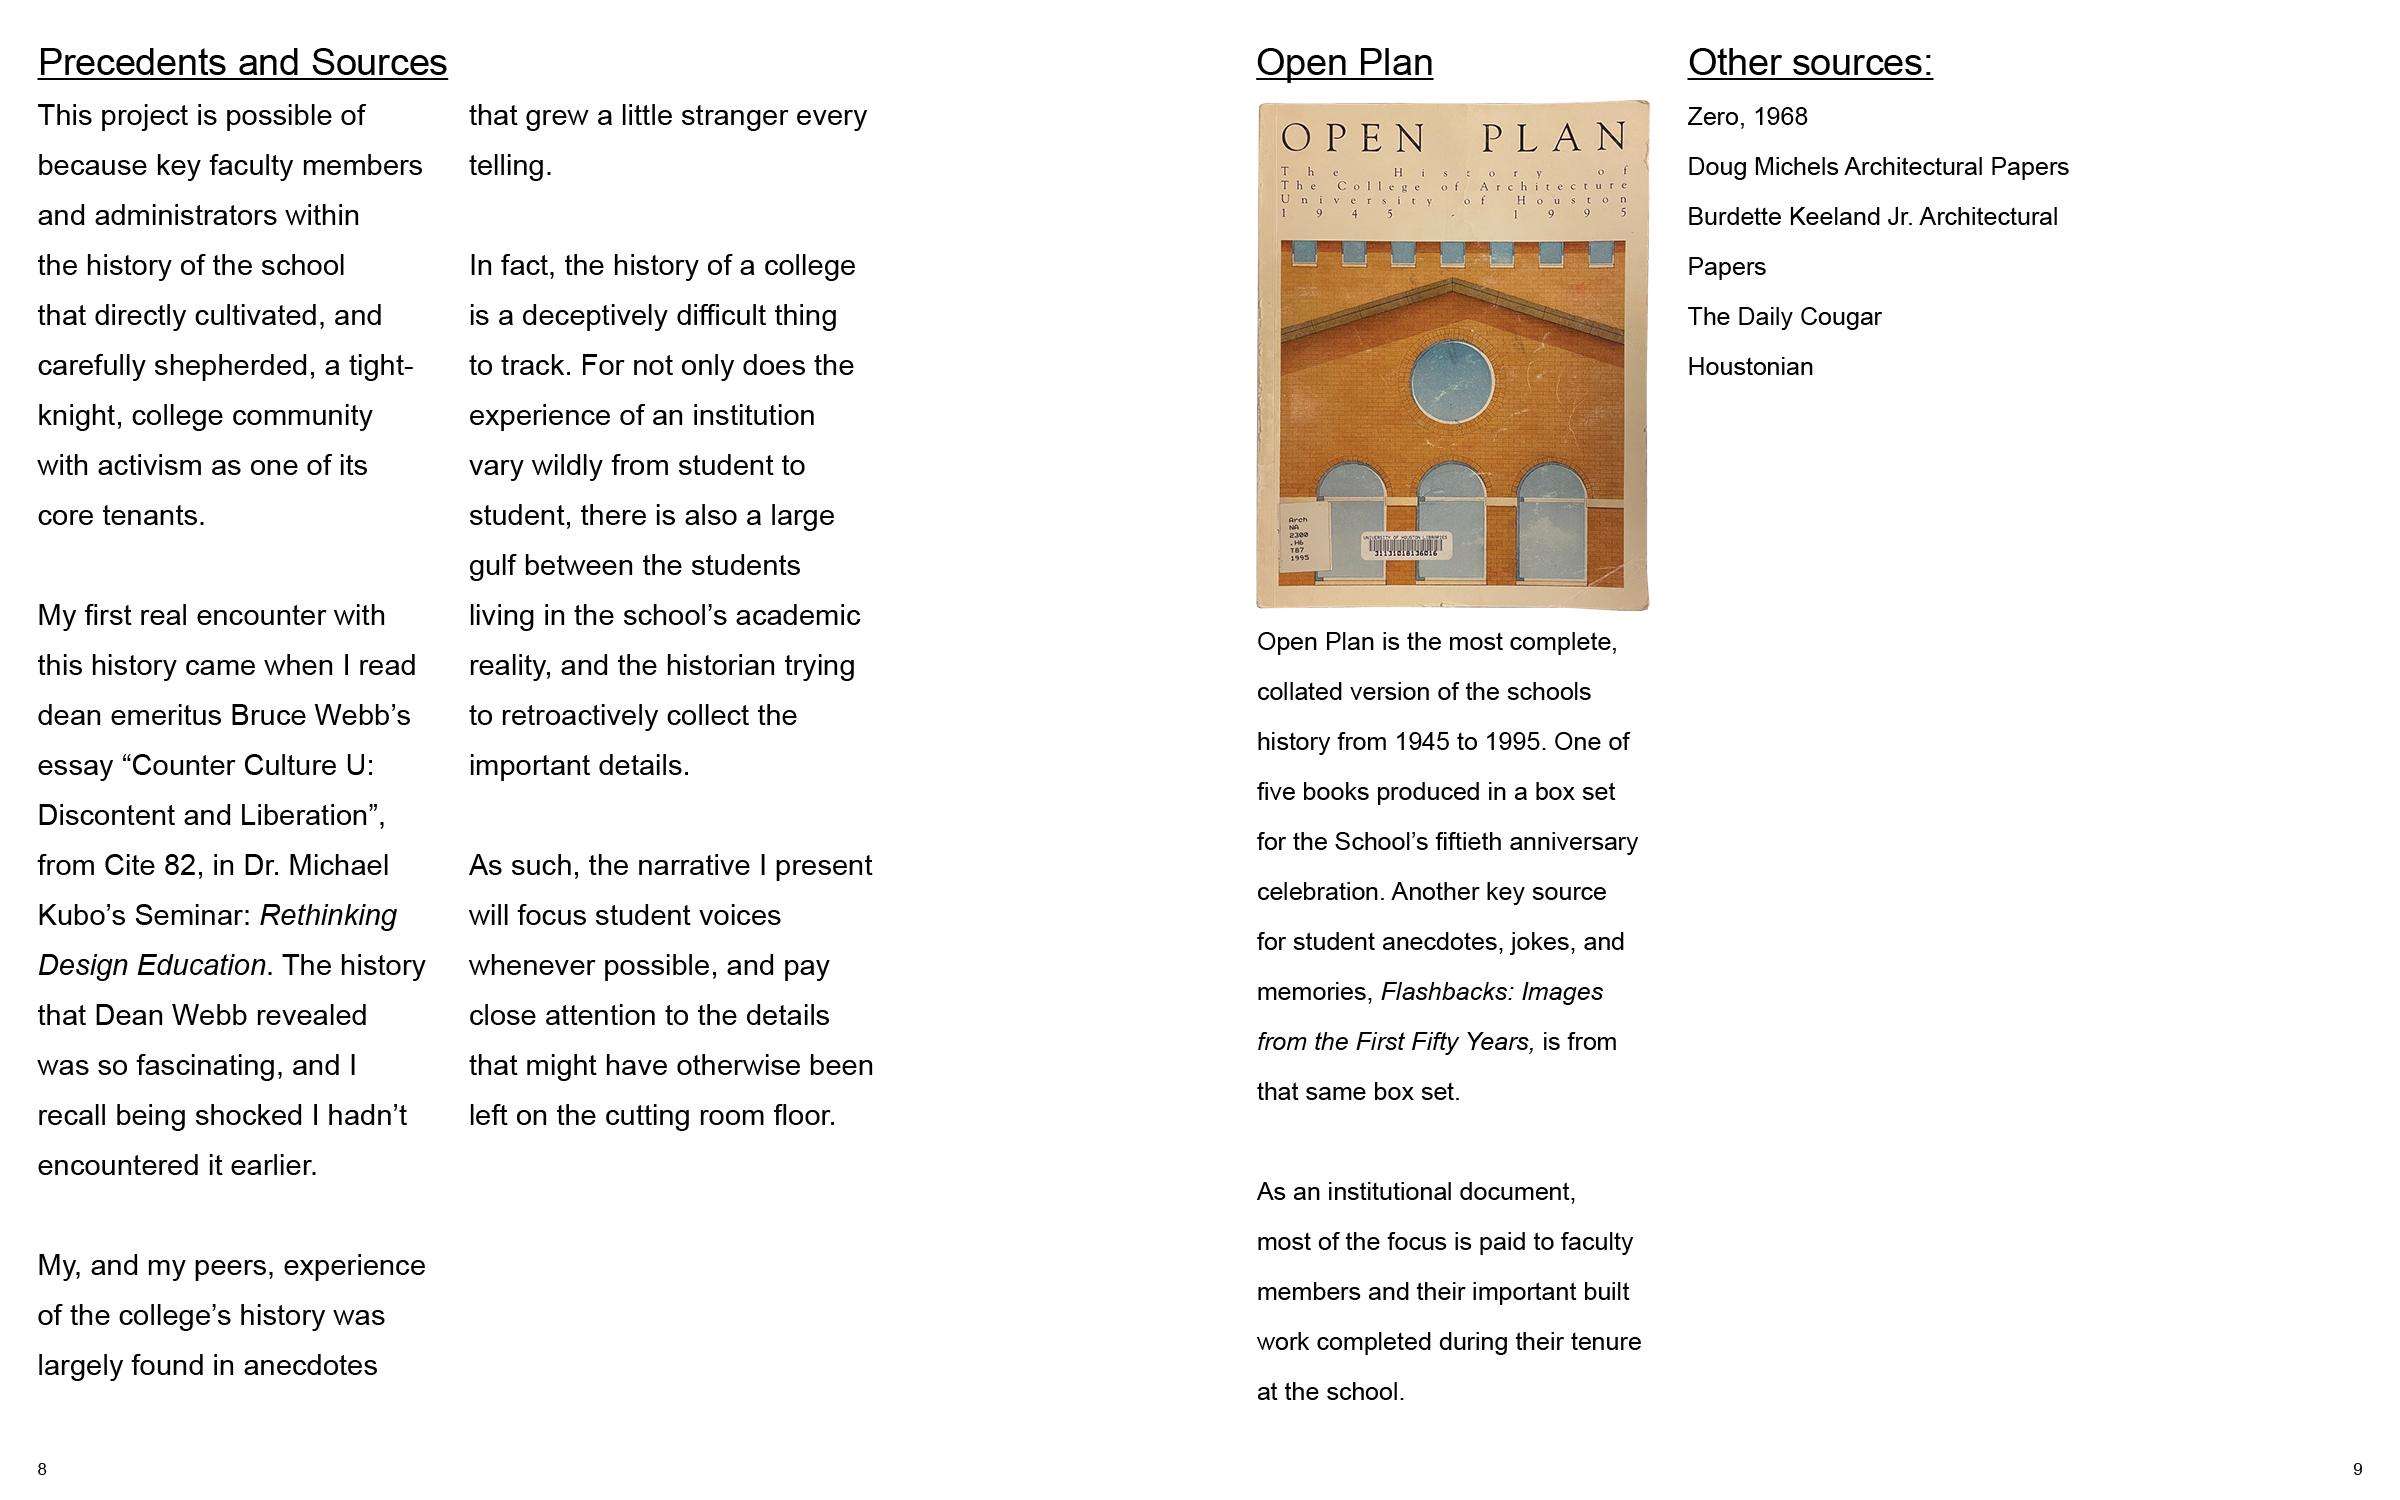 Precedents and Sources
This project is possible of
because key faculty members
and administrators within
the history of the school
that directly cultivated, and
carefully shepherded, a tight-
knight, college community
with activism as one of its
core tenants.
My first real encounter with
this history came when I read
dean emeritus Bruce Webb’s
essay “Counter Culture U:
Discontent and Liberation”,
from Cite 82, in Dr. Michael
Kubo’s Seminar: Rethinking
Design Education. The history
that Dean Webb revealed
was so fascinating, and I
recall being shocked I hadn’t
encountered it earlier.
My, and my peers, experience
of the college’s history was
largely found in anecdotes
that grew a little stranger every
telling.
In fact, the history of a college
is a deceptively difficult thing
to track. For not only does the
experience of an institution
vary wildly from student to
student, there is also a large
gulf between the students
living in the school’s academic
reality, and the historian trying
to retroactively collect the
important details.
As such, the narrative I present
will focus student voices
whenever possible, and pay
close attention to the details
that might have otherwise been
left on the cutting room floor.
8
Open Plan
OPEN PLAN
The History of
The College of Architecture
University of Houston
1945 - 1995
Arch
NA
2300
.H6
T87
1995
UNIVERSITY OF HOUSTON LIBRARIES
31131018136016
Open Plan is the most complete,
collated version of the schools
history from 1945 to 1995. One of
five books produced in a box set
for the School’s fiftieth anniversary
celebration. Another key source
for student anecdotes, jokes, and
memories, Flashbacks: Images
from the First Fifty Years, is from
that same box set.
As an institutional document,
most of the focus is paid to faculty
members and their important built
work completed during their tenure
at the school.
Other sources:
Zero, 1968
Doug Michels Architectural Papers
Burdette Keeland Jr. Architectural
Papers
The Daily Cougar
Houstonian
9